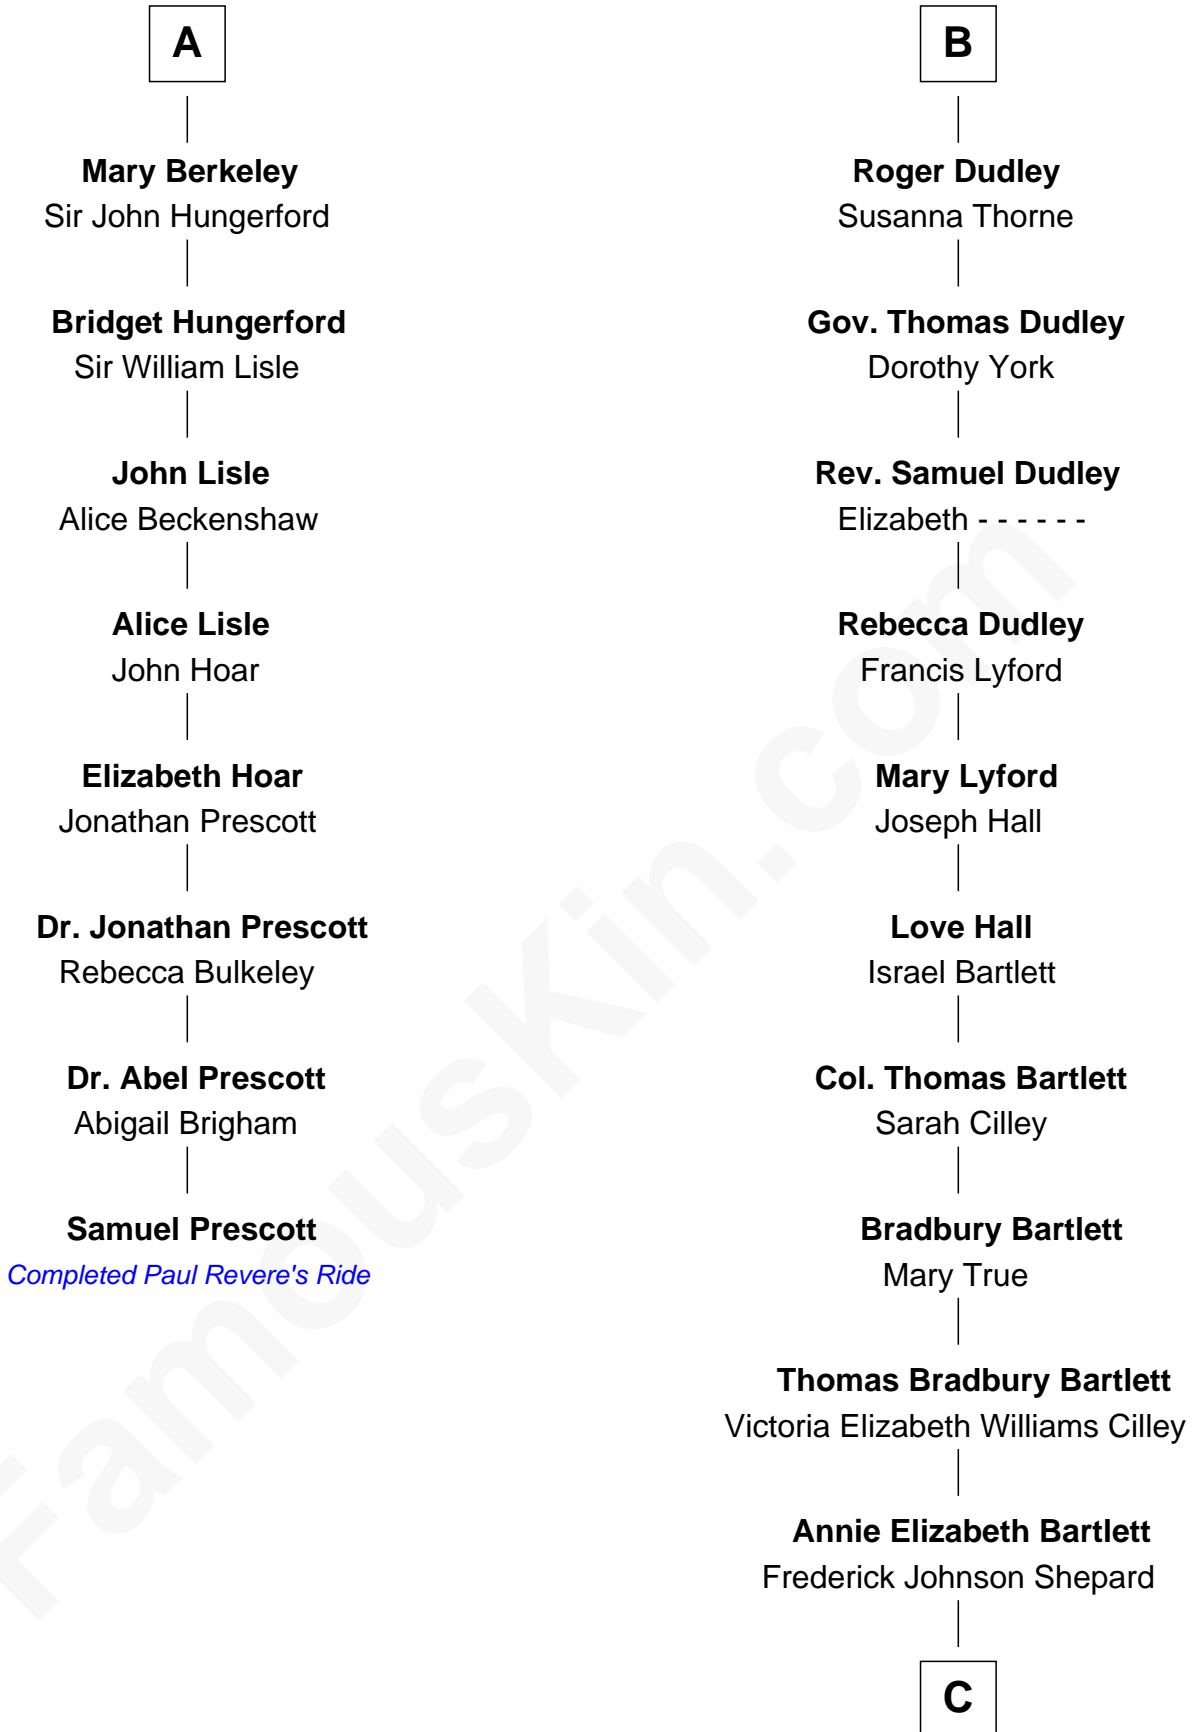 A
Mary Berkeley
Sir John Hungerford
Bridget Hungerford
Sir William Lisle
John Lisle
Alice Beckenshaw
Alice Lisle
John Hoar
Elizabeth Hoar
Jonathan Prescott
Dr. Jonathan Prescott
Rebecca Bulkeley
Dr. Abel Prescott
Abigail Brigham
Samuel Prescott
Completed Paul Revere's Ride
B
Roger Dudley
Susanna Thorne
Gov. Thomas Dudley
Dorothy York
Rev. Samuel Dudley
Elizabeth - - - - - -
Rebecca Dudley
Francis Lyford
Mary Lyford
Joseph Hall
Love Hall
Israel Bartlett
Col. Thomas Bartlett
Sarah Cilley
Bradbury Bartlett
Mary True
Thomas Bradbury Bartlett
Victoria Elizabeth Williams Cilley
Annie Elizabeth Bartlett
Frederick Johnson Shepard
C
FamousKin.com